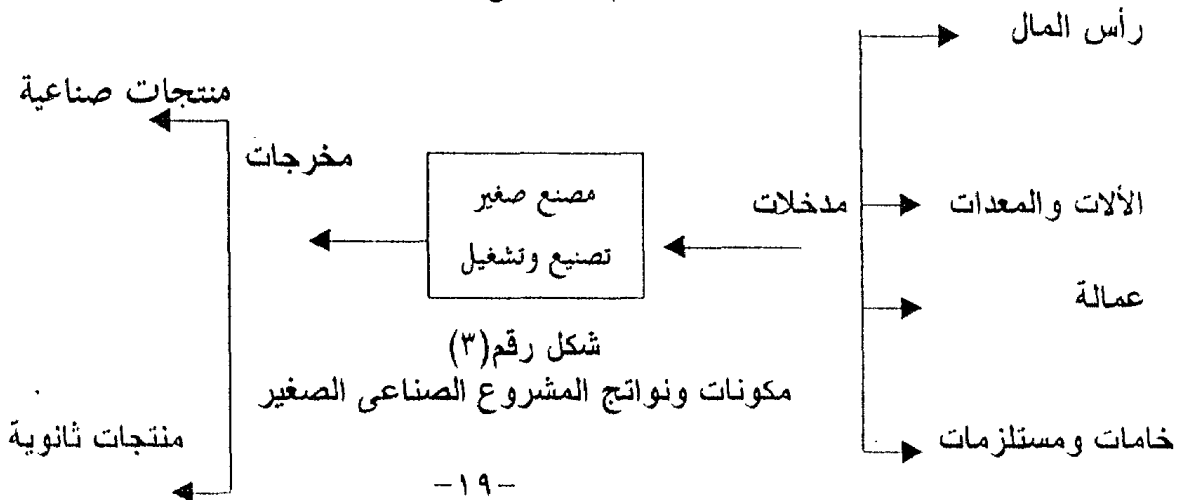 رأس المال
منتجات صناعية
مخرجات
مصنع صغير
تصنيع وتشغيل
مدخلات
الألات والمعدات
عمالة
شكل رقم(٣)
مكونات ونواتج المشروع الصناعى الصغير
خامات ومستلزمات
منتجات ثانوية
-١٩-